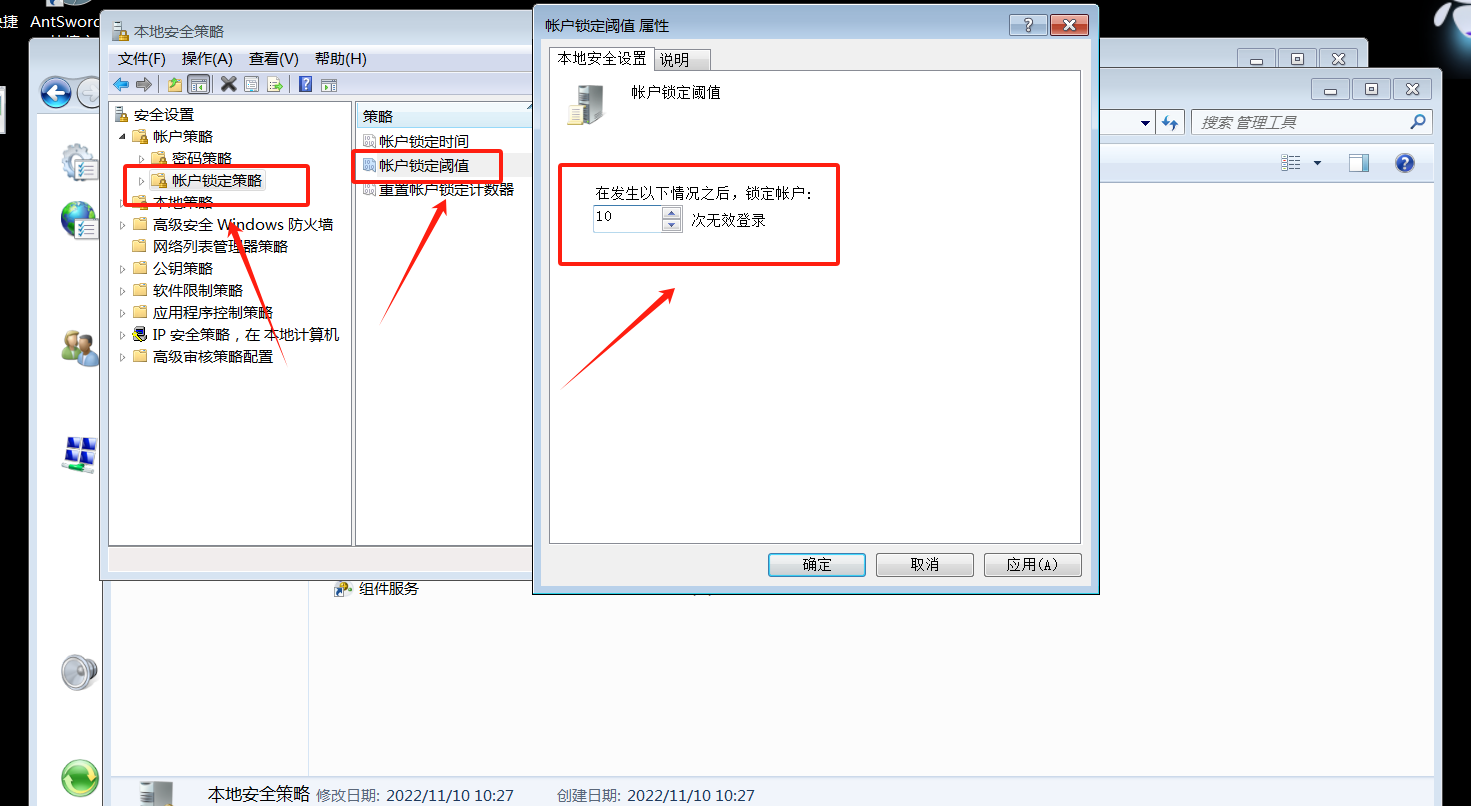 快捷
AntSword
本地安全策略
文件(F) 操作(A) 查看(V) 帮助(H)
安全设置
帐户策略
密码策略
帐户锁定策略
本地策略
高级安全 Windows 防火墙
网络列表管理器策略
公钥策略
软件限制策略
应用程序控制策略
IP 安全策略，在 本地计算机
高级审核策略配置
策略
帐户锁定时间
帐户锁定阈值
重置帐户锁定计数器
帐户锁定阈值 属性
本地安全设置 说明
帐户锁定阈值
在发生以下情况之后，锁定帐户:
10 次无效登录
确定 取消 应用(A)
搜索 管理工具
组件服务
本地安全策略 修改日期: 2022/11/10 10:27 创建日期: 2022/11/10 10:27